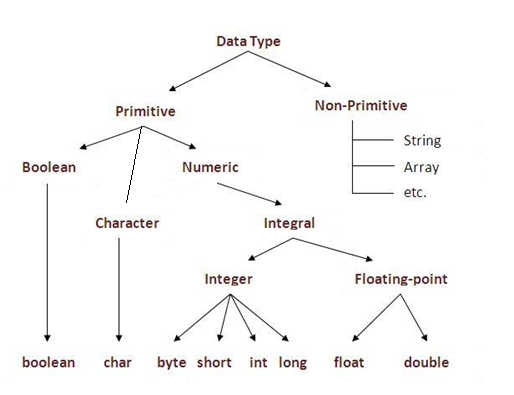 Data Type
Primitive
Non-Primitive
String
Array
etc.
Boolean
Numeric
Character
Integral
Integer
Floating-point
boolean
char
byte
short
int
long
float
double